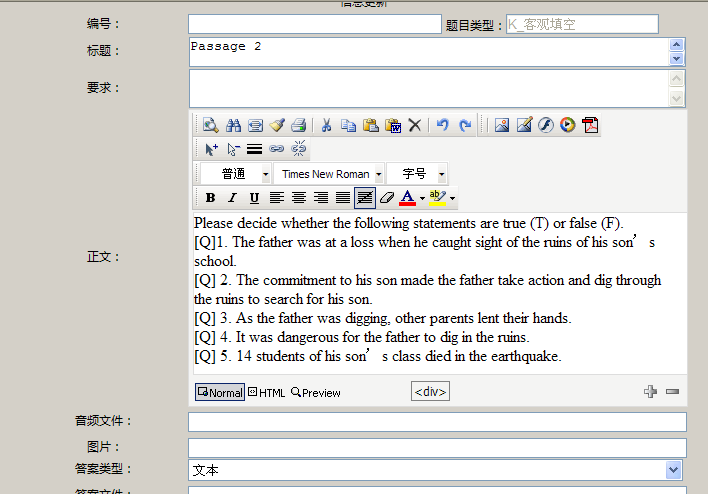 信息更新
编号：
题目类型：K_客观填空
标题：
Passage 2
要求：
普通 Times New Roman 字号
B I U A ab
正文：
Please decide whether the following statements are true (T) or false (F).
[Q]1. The father was at a loss when he caught sight of the ruins of his son’s
school.
[Q] 2. The commitment to his son made the father take action and dig through
the ruins to search for his son.
[Q] 3. As the father was digging, other parents lent their hands.
[Q] 4. It was dangerous for the father to dig in the ruins.
[Q] 5. 14 students of his son’s class died in the earthquake.
Normal HTML Preview <div>
音频文件：
图片：
答案类型：
文本
答案文件：